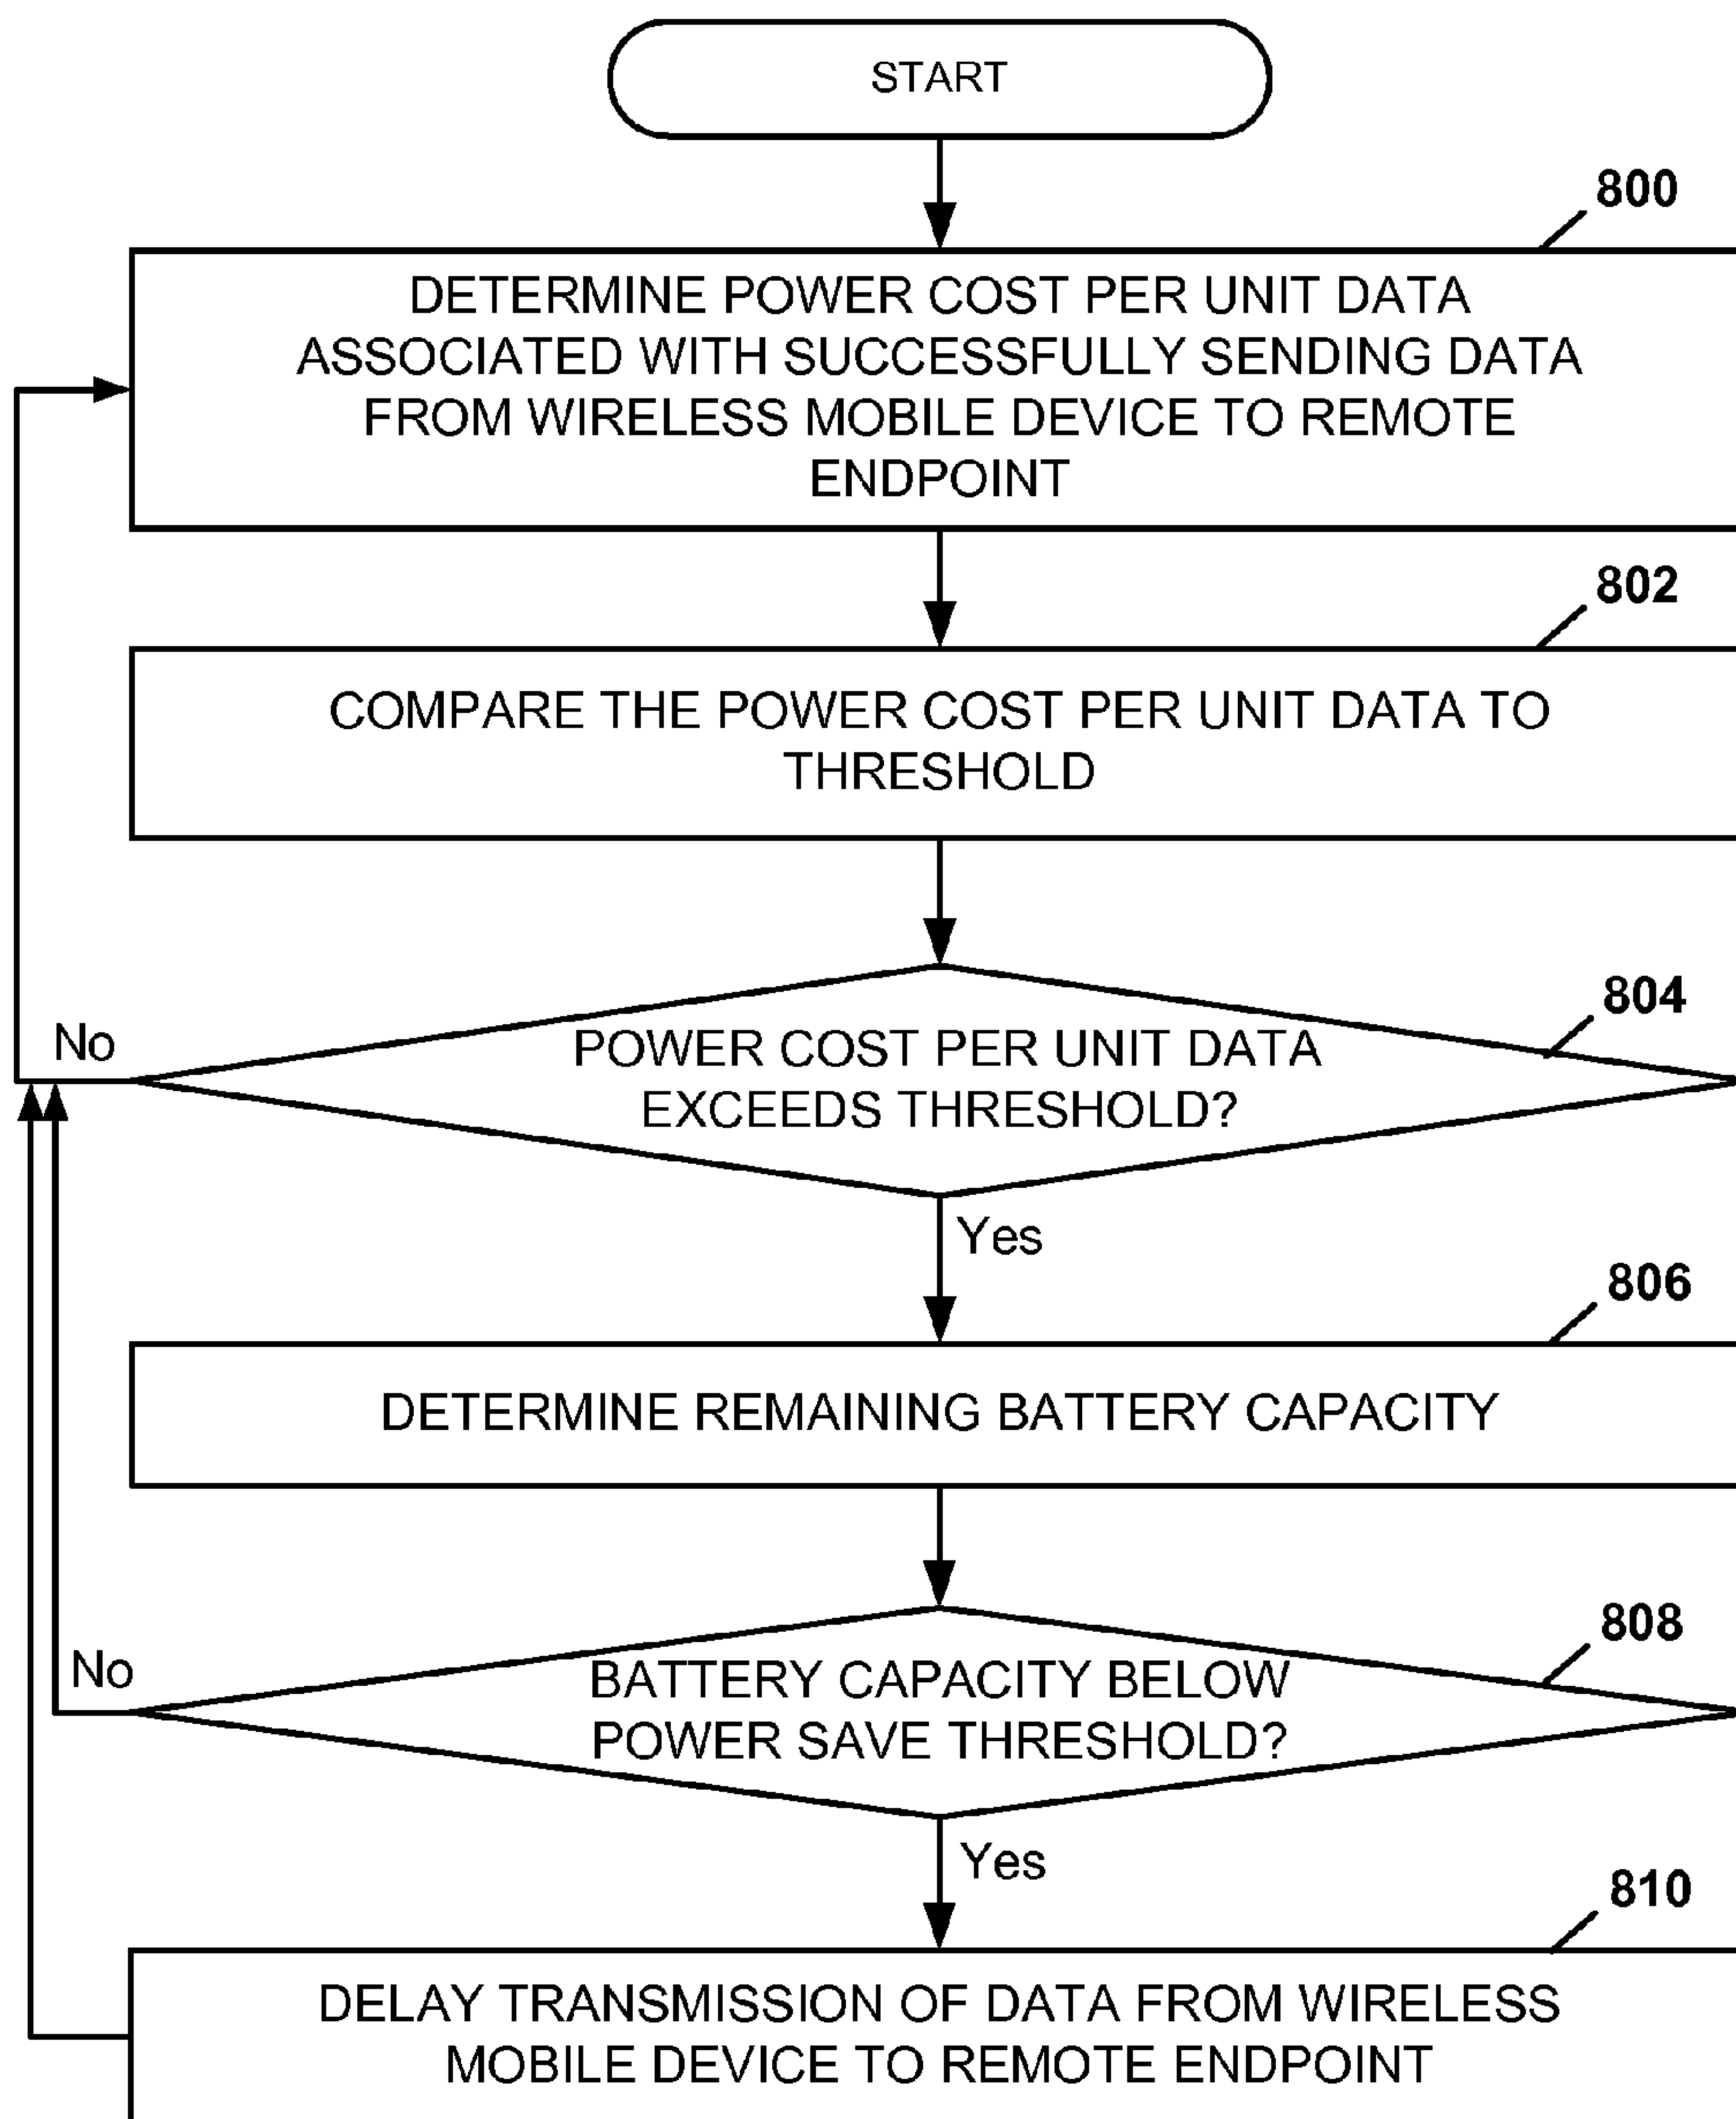 START
800
DETERMINE POWER COST PER UNIT DATA
ASSOCIATED WITH SUCCESSFULLY SENDING DATA
FROM WIRELESS MOBILE DEVICE TO REMOTE
ENDPOINT
802
COMPARE THE POWER COST PER UNIT DATA TO
THRESHOLD
804
No
POWER COST PER UNIT DATA
EXCEEDS THRESHOLD?
Yes
806
DETERMINE REMAINING BATTERY CAPACITY
808
No
BATTERY CAPACITY BELOW
POWER SAVE THRESHOLD?
Yes
810
DELAY TRANSMISSION OF DATA FROM WIRELESS
MOBILE DEVICE TO REMOTE ENDPOINT